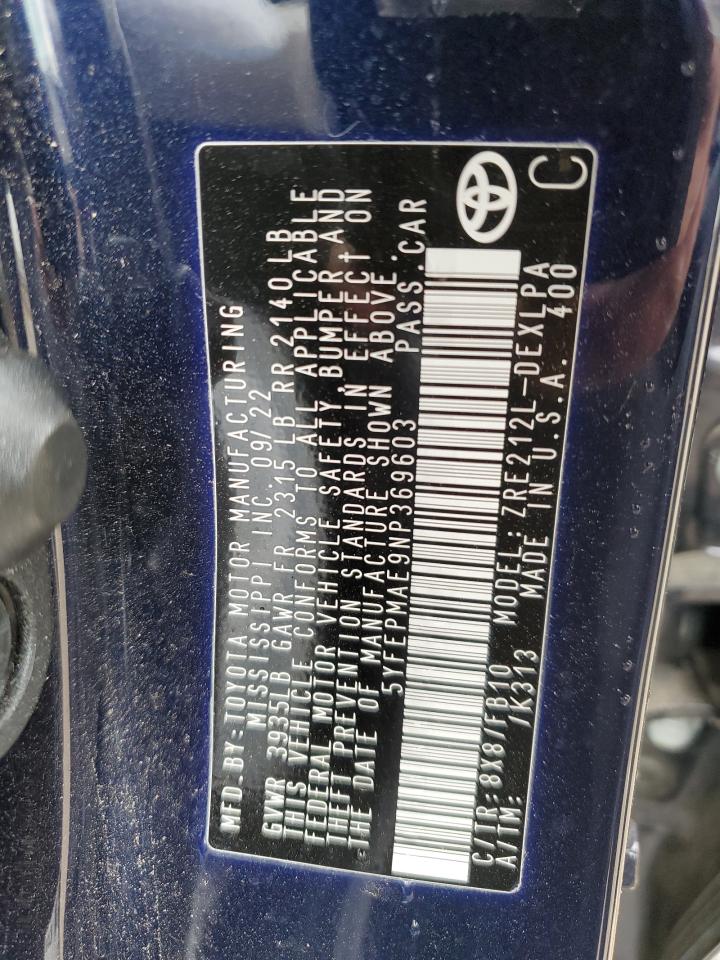 MFD.BY:TOYOTA MOTOR MANUFACTURING
MISSISSIPPI INC. 09/22
GVWR 3935LB GAWR FR 2315 LB RR 2140LB
THIS VEHICLE CONFORMS TO ALL APPLICABLE
FEDERAL MOTOR VEHICLE SAFETY, BUMPER,AND
THEFT PREVENTION STANDARDS IN EFFECT ON
THE DATE OF MANUFACTURE SHOWN ABOVE.
5YFEPMAE9NP369603 PASS.CAR
C/TR:8X8/FB10 MODEL:ZRE212L-DEXLPA
A/TM: /K313 MADE IN U.S.A. 400
C